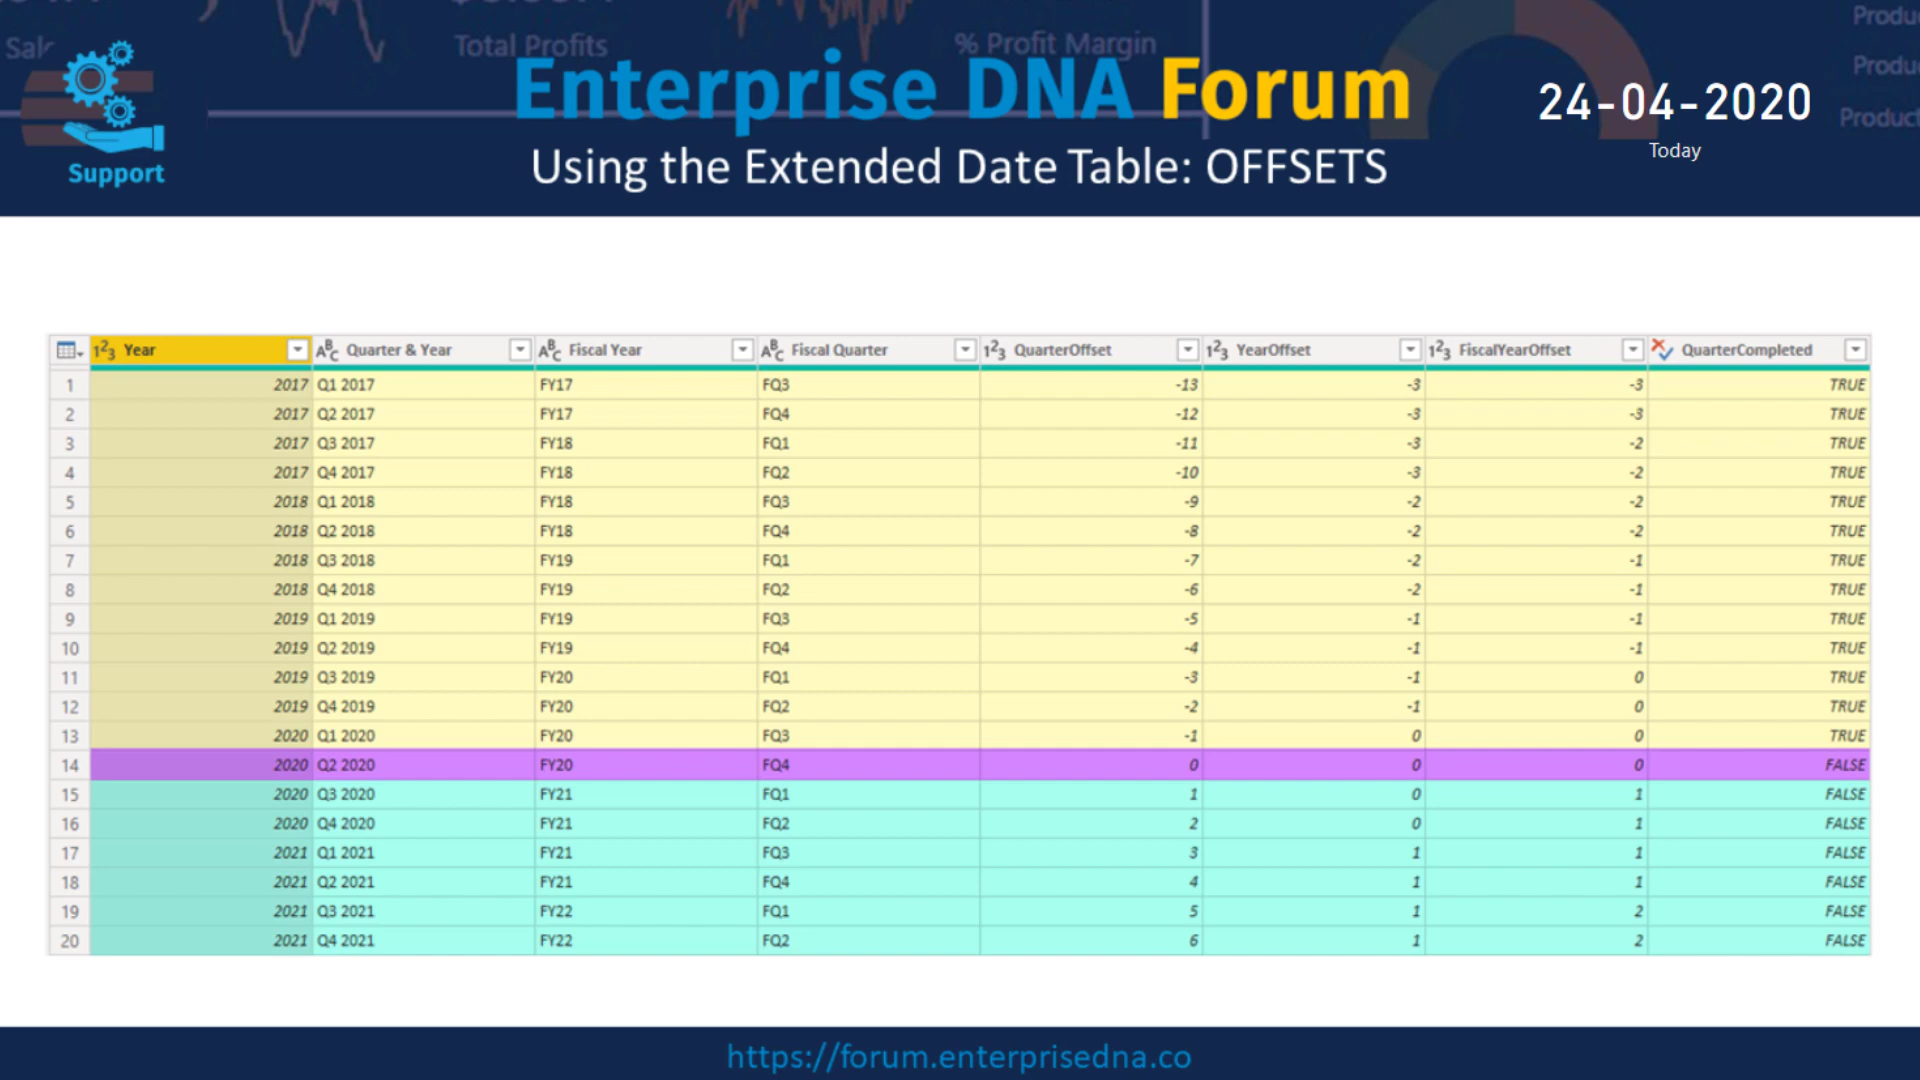 Sale
Total Profits
% Profit Margin
Produ
Produ
Product
Support
Enterprise DNA Forum
Using the Extended Date Table: OFFSETS
24-04-2020
Today
Year Quarter & Year Fiscal Year Fiscal Quarter QuarterOffset YearOffset FiscalYearOffset QuarterCompleted
1 2017 Q1 2017 FY17 FQ3 -13 -3 -3 TRUE
2 2017 Q2 2017 FY17 FQ4 -12 -3 -3 TRUE
3 2017 Q3 2017 FY18 FQ1 -11 -3 -2 TRUE
4 2017 Q4 2017 FY18 FQ2 -10 -3 -2 TRUE
5 2018 Q1 2018 FY18 FQ3 -9 -2 -2 TRUE
6 2018 Q2 2018 FY18 FQ4 -8 -2 -2 TRUE
7 2018 Q3 2018 FY19 FQ1 -7 -2 -1 TRUE
8 2018 Q4 2018 FY19 FQ2 -6 -2 -1 TRUE
9 2019 Q1 2019 FY19 FQ3 -5 -1 -1 TRUE
10 2019 Q2 2019 FY19 FQ4 -4 -1 -1 TRUE
11 2019 Q3 2019 FY20 FQ1 -3 -1 0 TRUE
12 2019 Q4 2019 FY20 FQ2 -2 -1 0 TRUE
13 2020 Q1 2020 FY20 FQ3 -1 0 0 TRUE
14 2020 Q2 2020 FY20 FQ4 0 0 0 FALSE
15 2020 Q3 2020 FY21 FQ1 1 0 1 FALSE
16 2020 Q4 2020 FY21 FQ2 2 0 1 FALSE
17 2021 Q1 2021 FY21 FQ3 3 1 1 FALSE
18 2021 Q2 2021 FY21 FQ4 4 1 1 FALSE
19 2021 Q3 2021 FY22 FQ1 5 1 2 FALSE
20 2021 Q4 2021 FY22 FQ2 6 1 2 FALSE
https://forum.enterprisedna.co